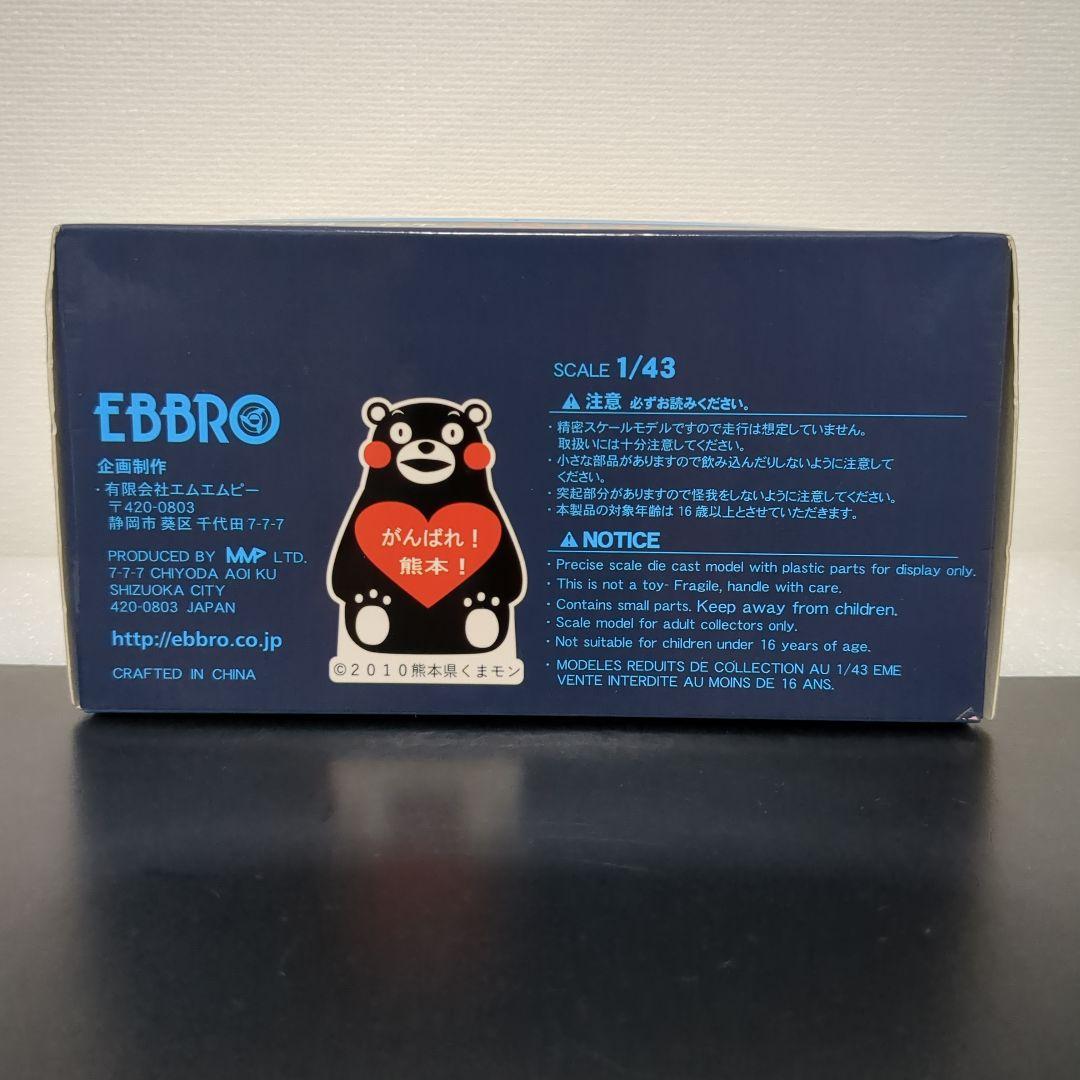 EBBRO
企画制作
・有限会社エムエムピー
〒420-0803
静岡市 葵区 千代田 7-7-7
PRODUCED BY MMP LTD.
7-7-7 CHIYODA AOI KU
SHIZUOKA CITY
420-0803 JAPAN
http://ebbro.co.jp
CRAFTED IN CHINA
がんばれ！
熊本！
©2010熊本県くまモン
SCALE 1/43
注意 必ずお読みください。
・精密スケールモデルですので走行は想定していません。
取扱いには十分注意してください。
・小さな部品がありますので飲み込んだりしないように注意して
ください。
・突起部分がありますので怪我をしないように注意してください。
・本製品の対象年齢は 16 歳以上とさせていただきます。
NOTICE
・Precise scale die cast model with plastic parts for display only.
・This is not a toy- Fragile, handle with care.
・Contains small parts. Keep away from children.
・Scale model for adult collectors only.
・Not suitable for children under 16 years of age.
・MODELES REDUITS DE COLLECTION AU 1/43 EME
VENTE INTERDITE AU MOINS DE 16 ANS.